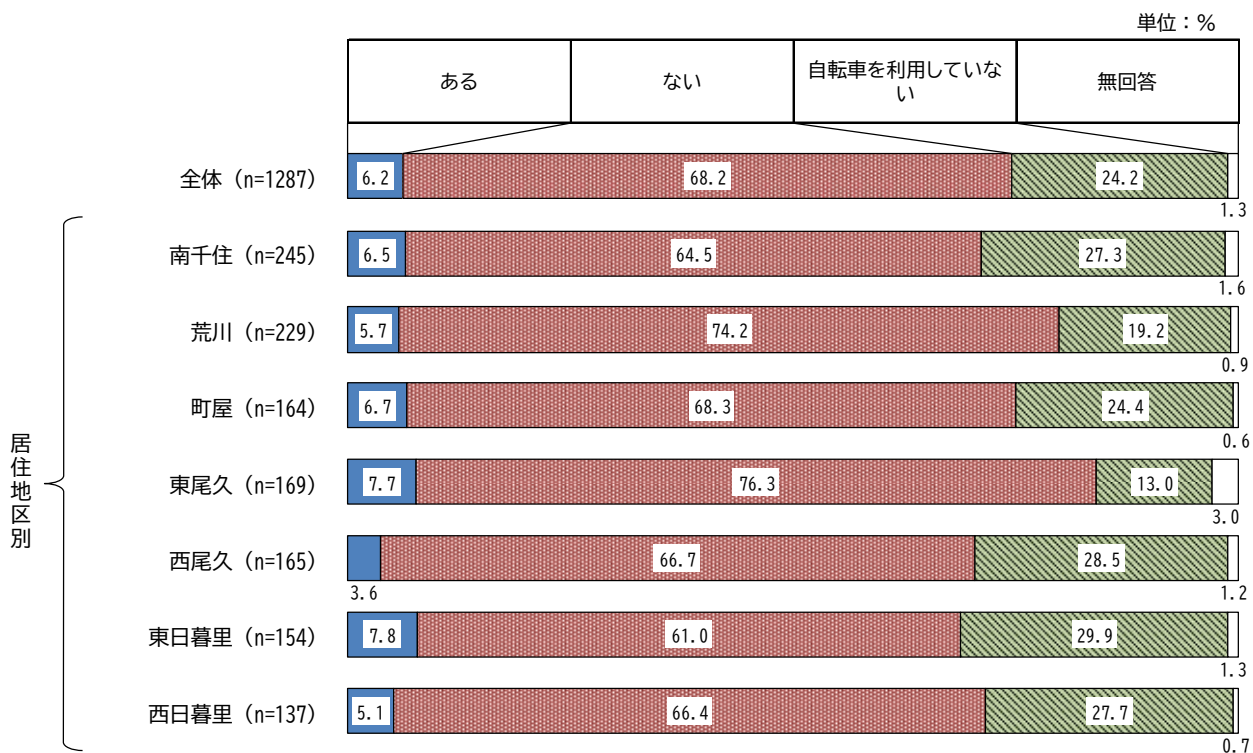 単位：％
ある
ない
自転車を利用していな
い
無回答
全体（n=1287）
6.2
68.2
24.2
1.3
南千住（n=245）
6.5
64.5
27.3
1.6
荒川（n=229）
5.7
74.2
19.2
0.9
町屋（n=164）
6.7
68.3
24.4
0.6
居住地区別
東尾久（n=169）
7.7
76.3
13.0
3.0
西尾久（n=165）
3.6
66.7
28.5
1.2
東日暮里（n=154）
7.8
61.0
29.9
1.3
西日暮里（n=137）
5.1
66.4
27.7
0.7